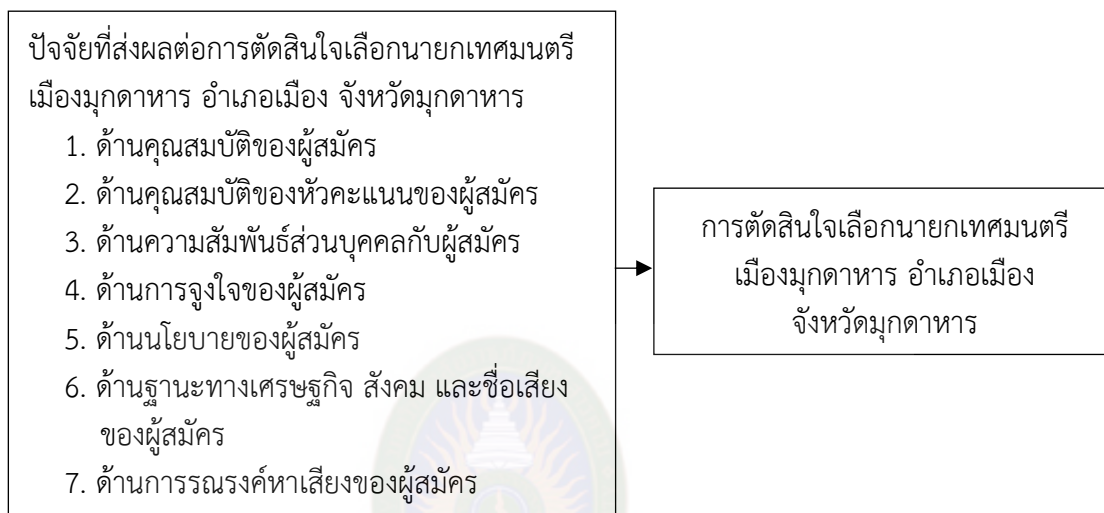 ปัจจัยที่ส่งผลต่อการตัดสินใจเลือกนายกเทศมนตรี
เมืองมุกดาหาร อำเภอเมือง จังหวัดมุกดาหาร
1. ด้านคุณสมบัติของผู้สมัคร
2. ด้านคุณสมบัติของหัวคะแนนของผู้สมัคร
3. ด้านความสัมพันธ์ส่วนบุคคลกับผู้สมัคร
4. ด้านการจูงใจของผู้สมัคร
5. ด้านนโยบายของผู้สมัคร
6. ด้านฐานะทางเศรษฐกิจ สังคม และชื่อเสียง
ของผู้สมัคร
7. ด้านการรณรงค์หาเสียงของผู้สมัคร
การตัดสินใจเลือกนายกเทศมนตรี
เมืองมุกดาหาร อำเภอเมือง
จังหวัดมุกดาหาร